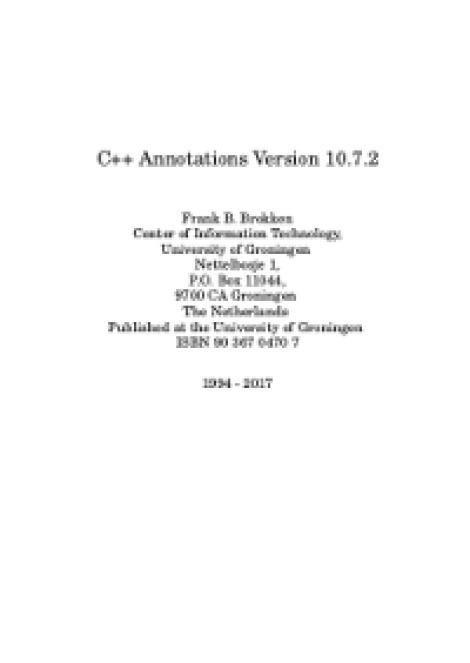 C++ Annotations Version 10.7.2
Frank B. Brokken
Center of Information Technology,
University of Groningen
Nettelbosje 1,
P.O. Box 11044,
9700 CA Groningen
The Netherlands
Published at the University of Groningen
ISBN 90 367 0470 7
1994 - 2017